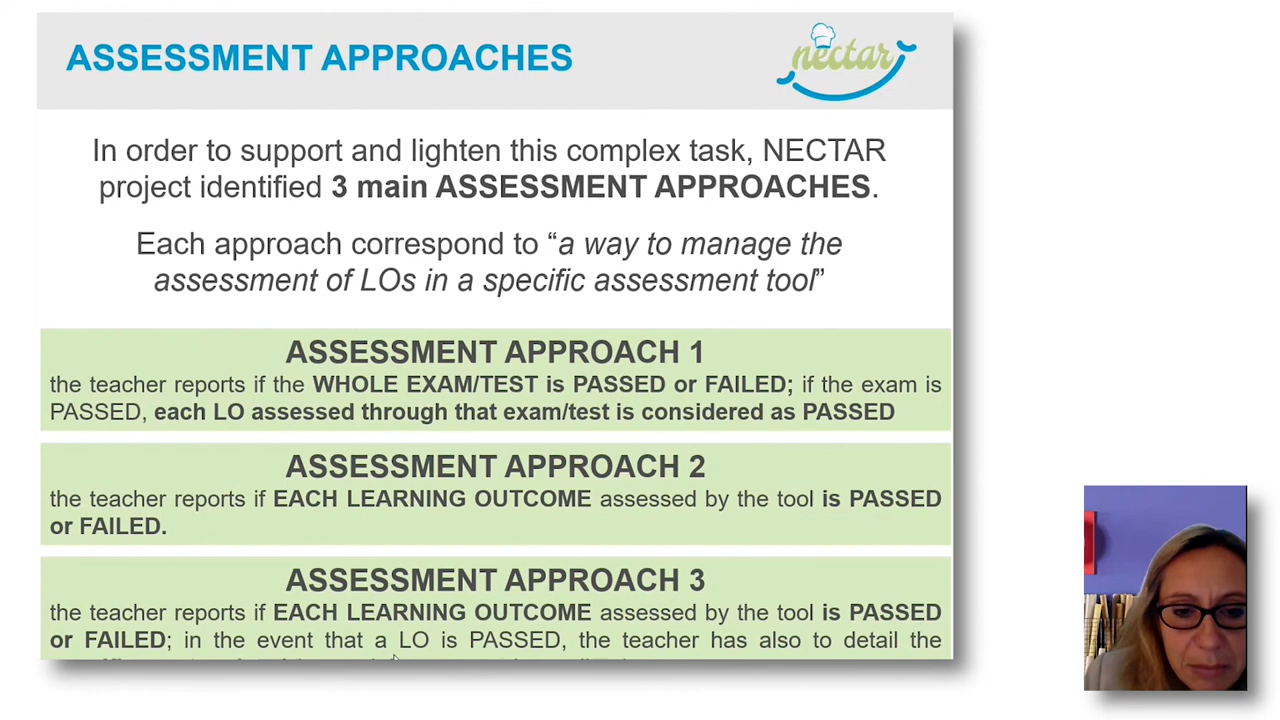 ASSESSMENT APPROACHES
nectar
In order to support and lighten this complex task, NECTAR
project identified 3 main ASSESSMENT APPROACHES.
Each approach correspond to “a way to manage the
assessment of LOs in a specific assessment tool”
ASSESSMENT APPROACH 1
the teacher reports if the WHOLE EXAM/TEST is PASSED or FAILED; if the exam is
PASSED, each LO assessed through that exam/test is considered as PASSED
ASSESSMENT APPROACH 2
the teacher reports if EACH LEARNING OUTCOME assessed by the tool is PASSED
or FAILED.
ASSESSMENT APPROACH 3
the teacher reports if EACH LEARNING OUTCOME assessed by the tool is PASSED
or FAILED; in the event that a LO is PASSED, the teacher has also to detail the